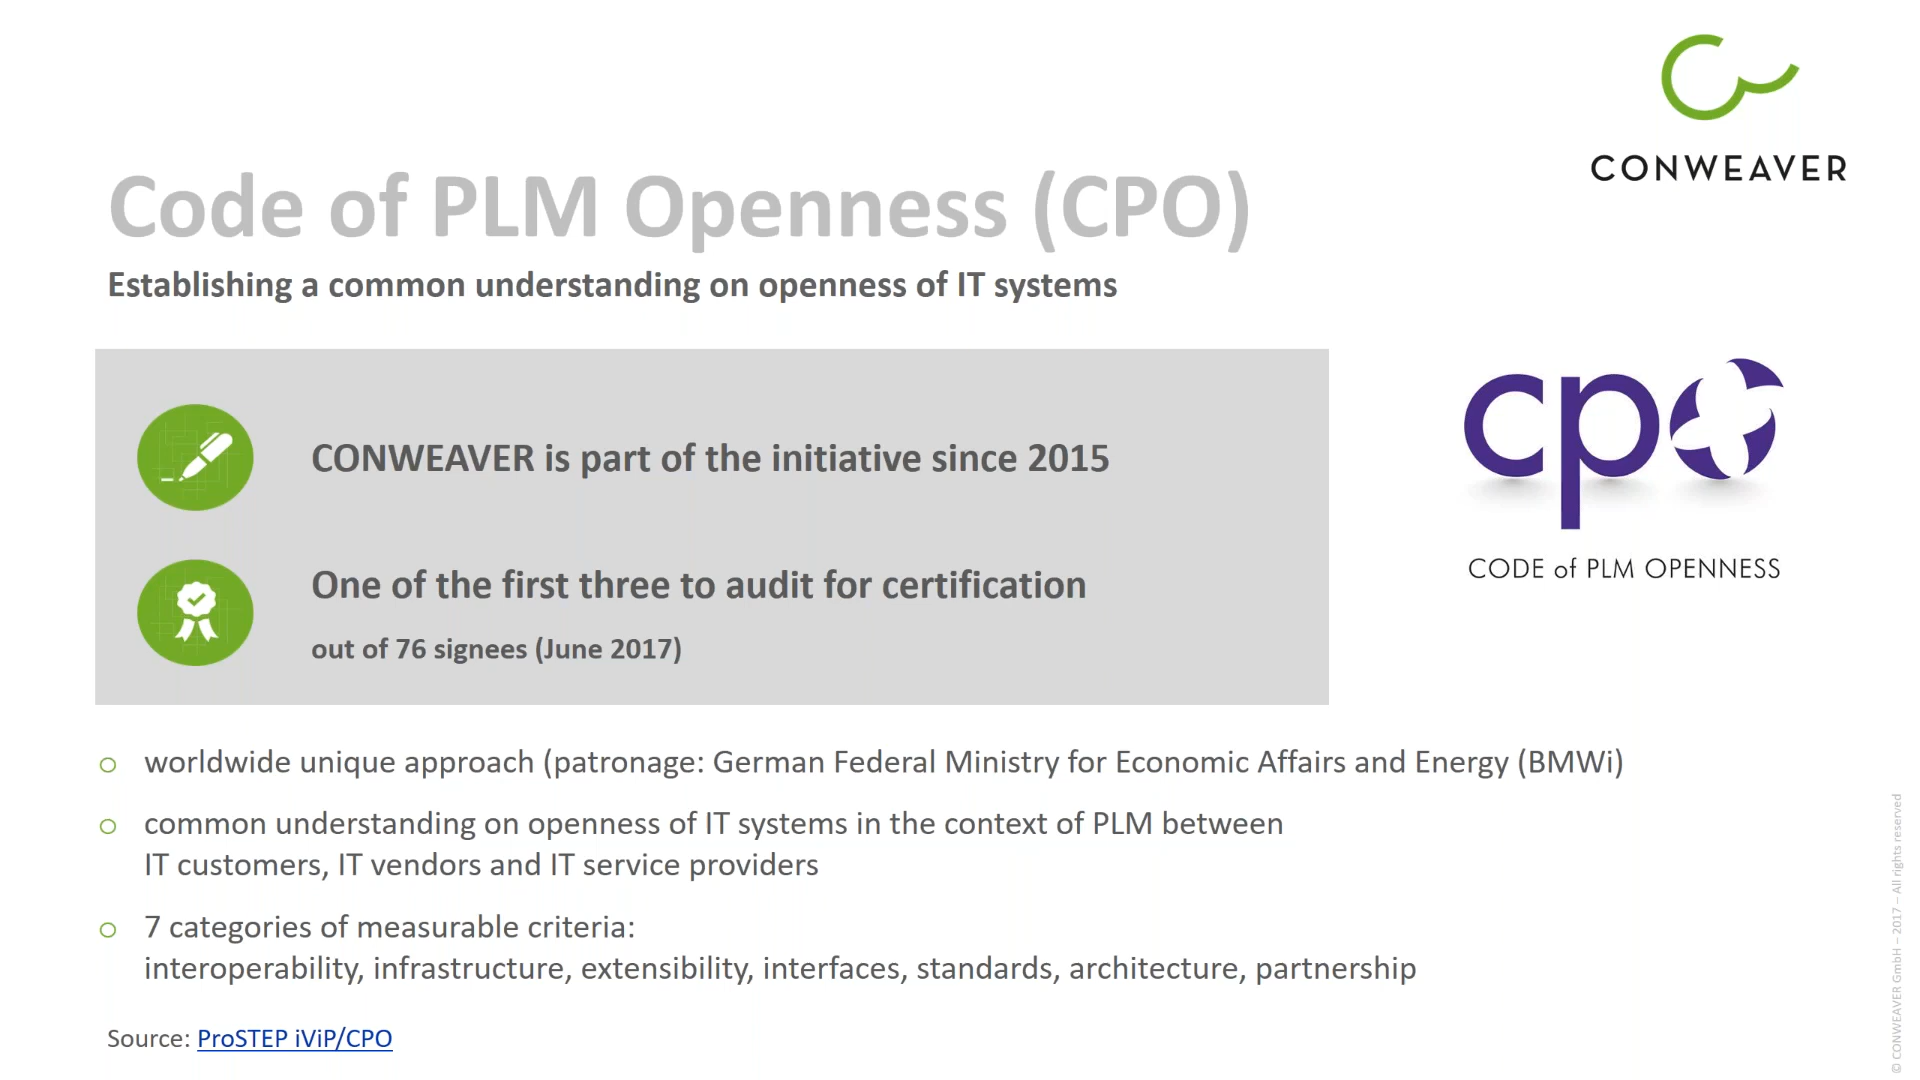 CONWEAVER
Code of PLM Openness (CPO)
Establishing a common understanding on openness of IT systems
CONWEAVER is part of the initiative since 2015
One of the first three to audit for certification
out of 76 signees (June 2017)
cpo
CODE of PLM OPENNESS
o worldwide unique approach (patronage: German Federal Ministry for Economic Affairs and Energy (BMWi)
o common understanding on openness of IT systems in the context of PLM between
IT customers, IT vendors and IT service providers
o 7 categories of measurable criteria:
interoperability, infrastructure, extensibility, interfaces, standards, architecture, partnership
Source: ProSTEP iViP/CPO
© CONWEAVER GmbH – 2017 – All rights reserved